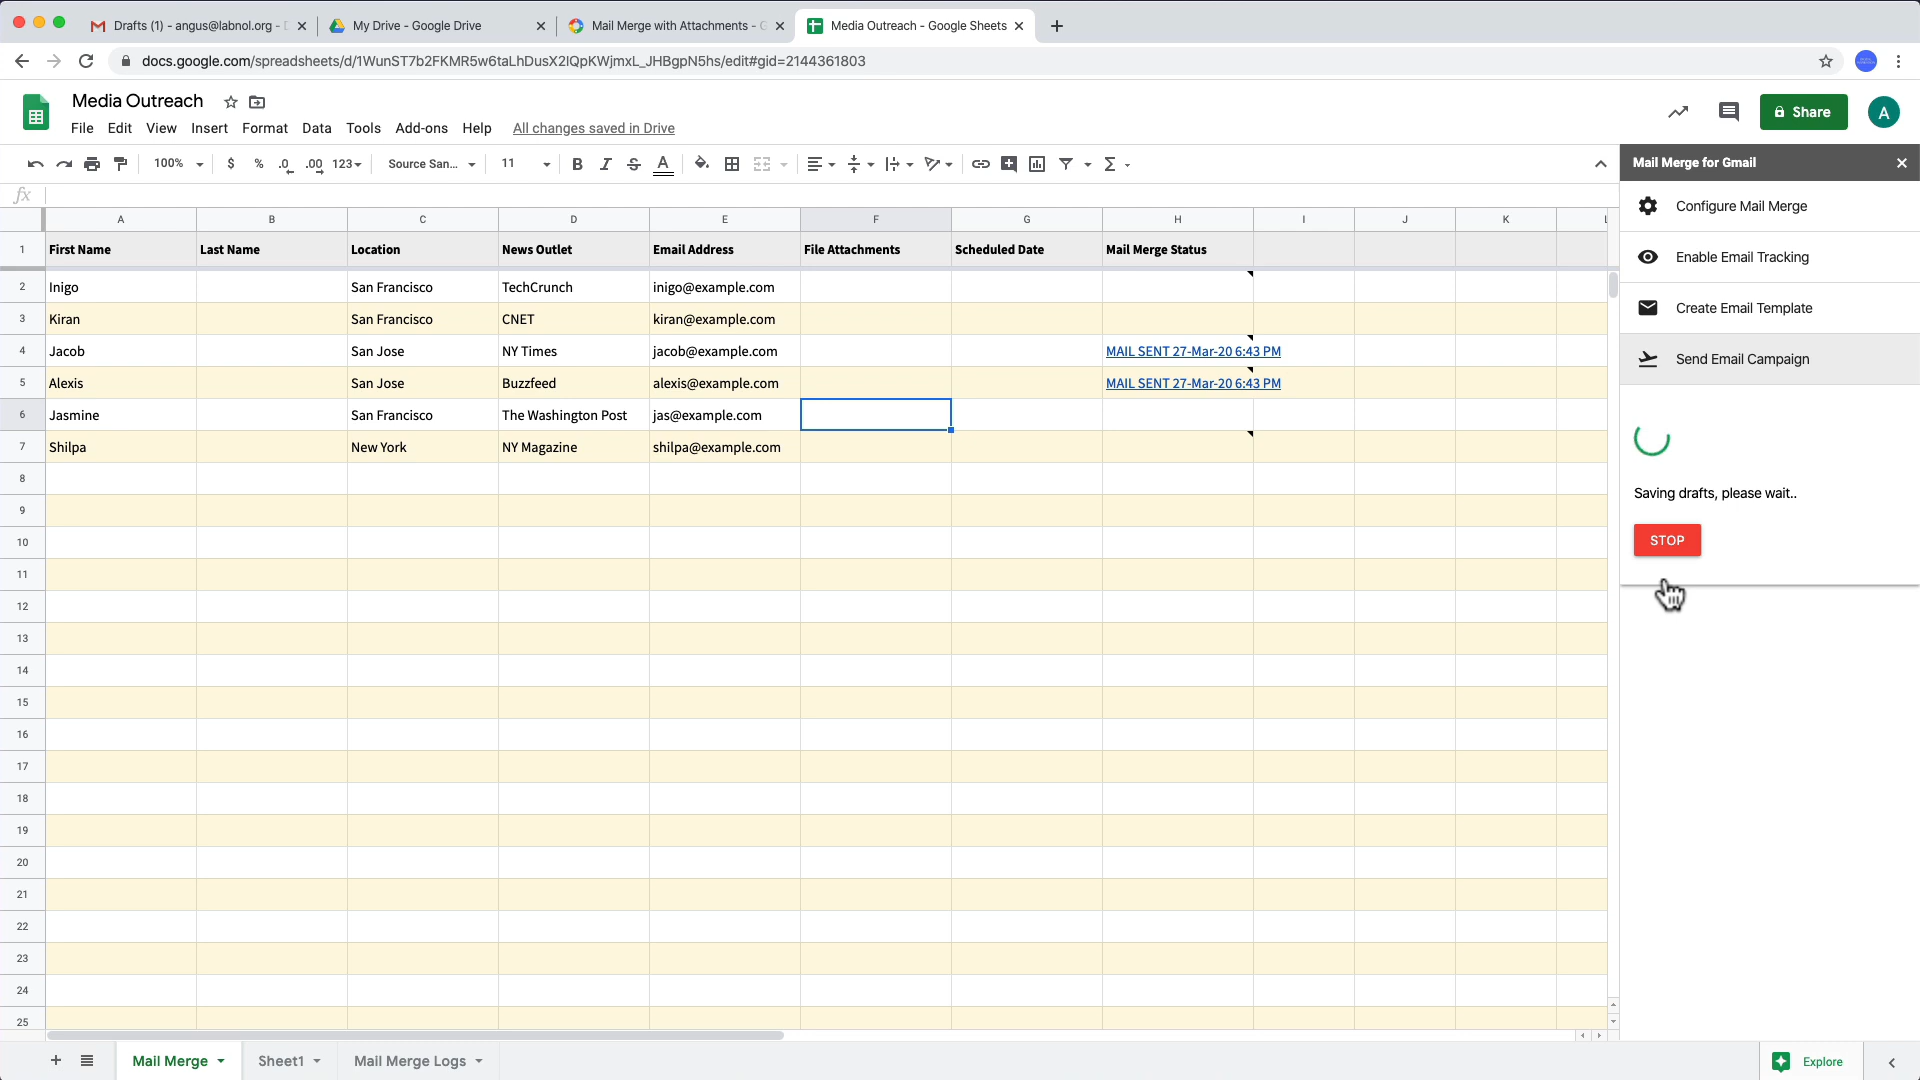 Drafts (1) - angus@labnol.org -
My Drive - Google Drive
Mail Merge with Attachments -
Media Outreach - Google Sheets
docs.google.com/spreadsheets/d/1WunST7b2FKMR5w6taLhDusX2IQpKWjmxL_JHBgpN5hs/edit#gid=2144361803
Media Outreach
File Edit View Insert Format Data Tools Add-ons Help All changes saved in Drive
Share
A
100% $ % .0 .00 123 Source San... 11 B I S A Σ
Mail Merge for Gmail
fx
A B C D E F G H I J K
1 First Name Last Name Location News Outlet Email Address File Attachments Scheduled Date Mail Merge Status
2 Inigo San Francisco TechCrunch inigo@example.com
3 Kiran San Francisco CNET kiran@example.com
4 Jacob San Jose NY Times jacob@example.com MAIL SENT 27-Mar-20 6:43 PM
5 Alexis San Jose Buzzfeed alexis@example.com MAIL SENT 27-Mar-20 6:43 PM
6 Jasmine San Francisco The Washington Post jas@example.com
7 Shilpa New York NY Magazine shilpa@example.com
8
9
10
11
12
13
14
15
16
17
18
19
20
21
22
23
24
25
Configure Mail Merge
Enable Email Tracking
Create Email Template
Send Email Campaign
Saving drafts, please wait..
STOP
Mail Merge Sheet1 Mail Merge Logs
Explore